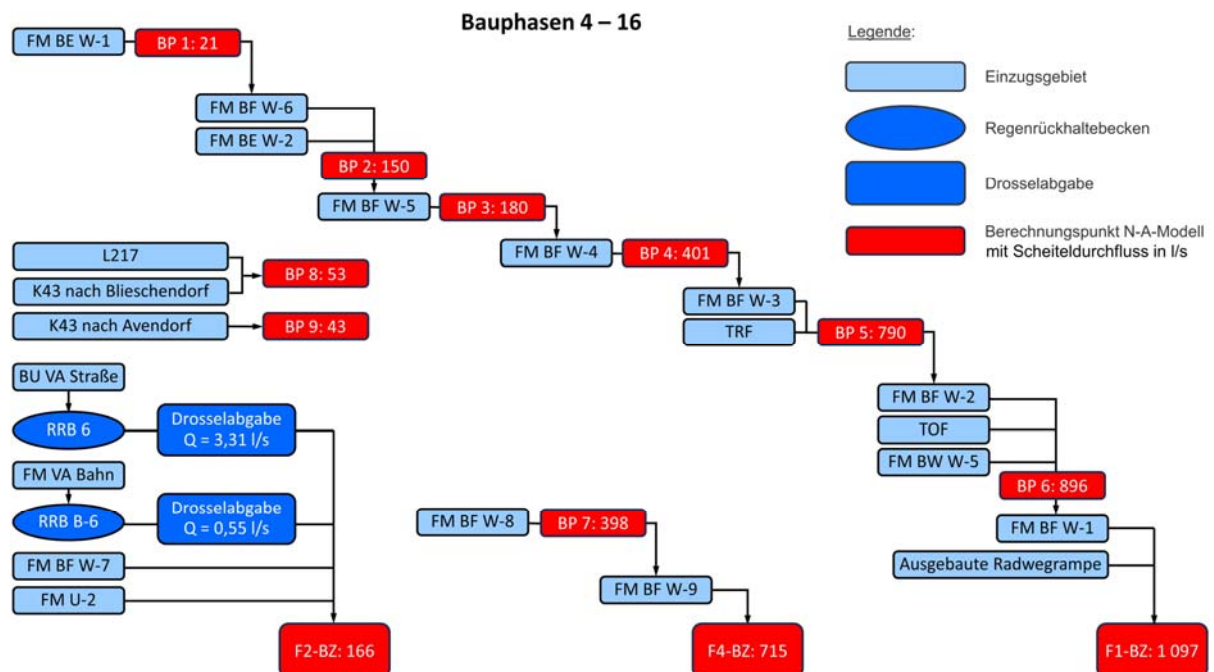 Bauphasen 4 – 16
Legende:
Einzugsgebiet
Regenrückhaltebecken
Drosselabgabe
Berechnungspunkt N-A-Modell
mit Scheiteldurchfluss in l/s
FM BE W-1
BP 1: 21
FM BF W-6
FM BE W-2
BP 2: 150
FM BF W-5
BP 3: 180
FM BF W-4
BP 4: 401
L217
K43 nach Blieschendorf
BP 8: 53
K43 nach Avendorf
BP 9: 43
FM BF W-3
TRF
BP 5: 790
BU VA Straße
RRB 6
Drosselabgabe
Q = 3,31 l/s
FM VA Bahn
RRB B-6
Drosselabgabe
Q = 0,55 l/s
FM BF W-7
FM U-2
F2-BZ: 166
FM BF W-8
BP 7: 398
FM BF W-9
F4-BZ: 715
FM BF W-2
TOF
FM BW W-5
BP 6: 896
FM BF W-1
Ausgebaute Radwegrampe
F1-BZ: 1 097